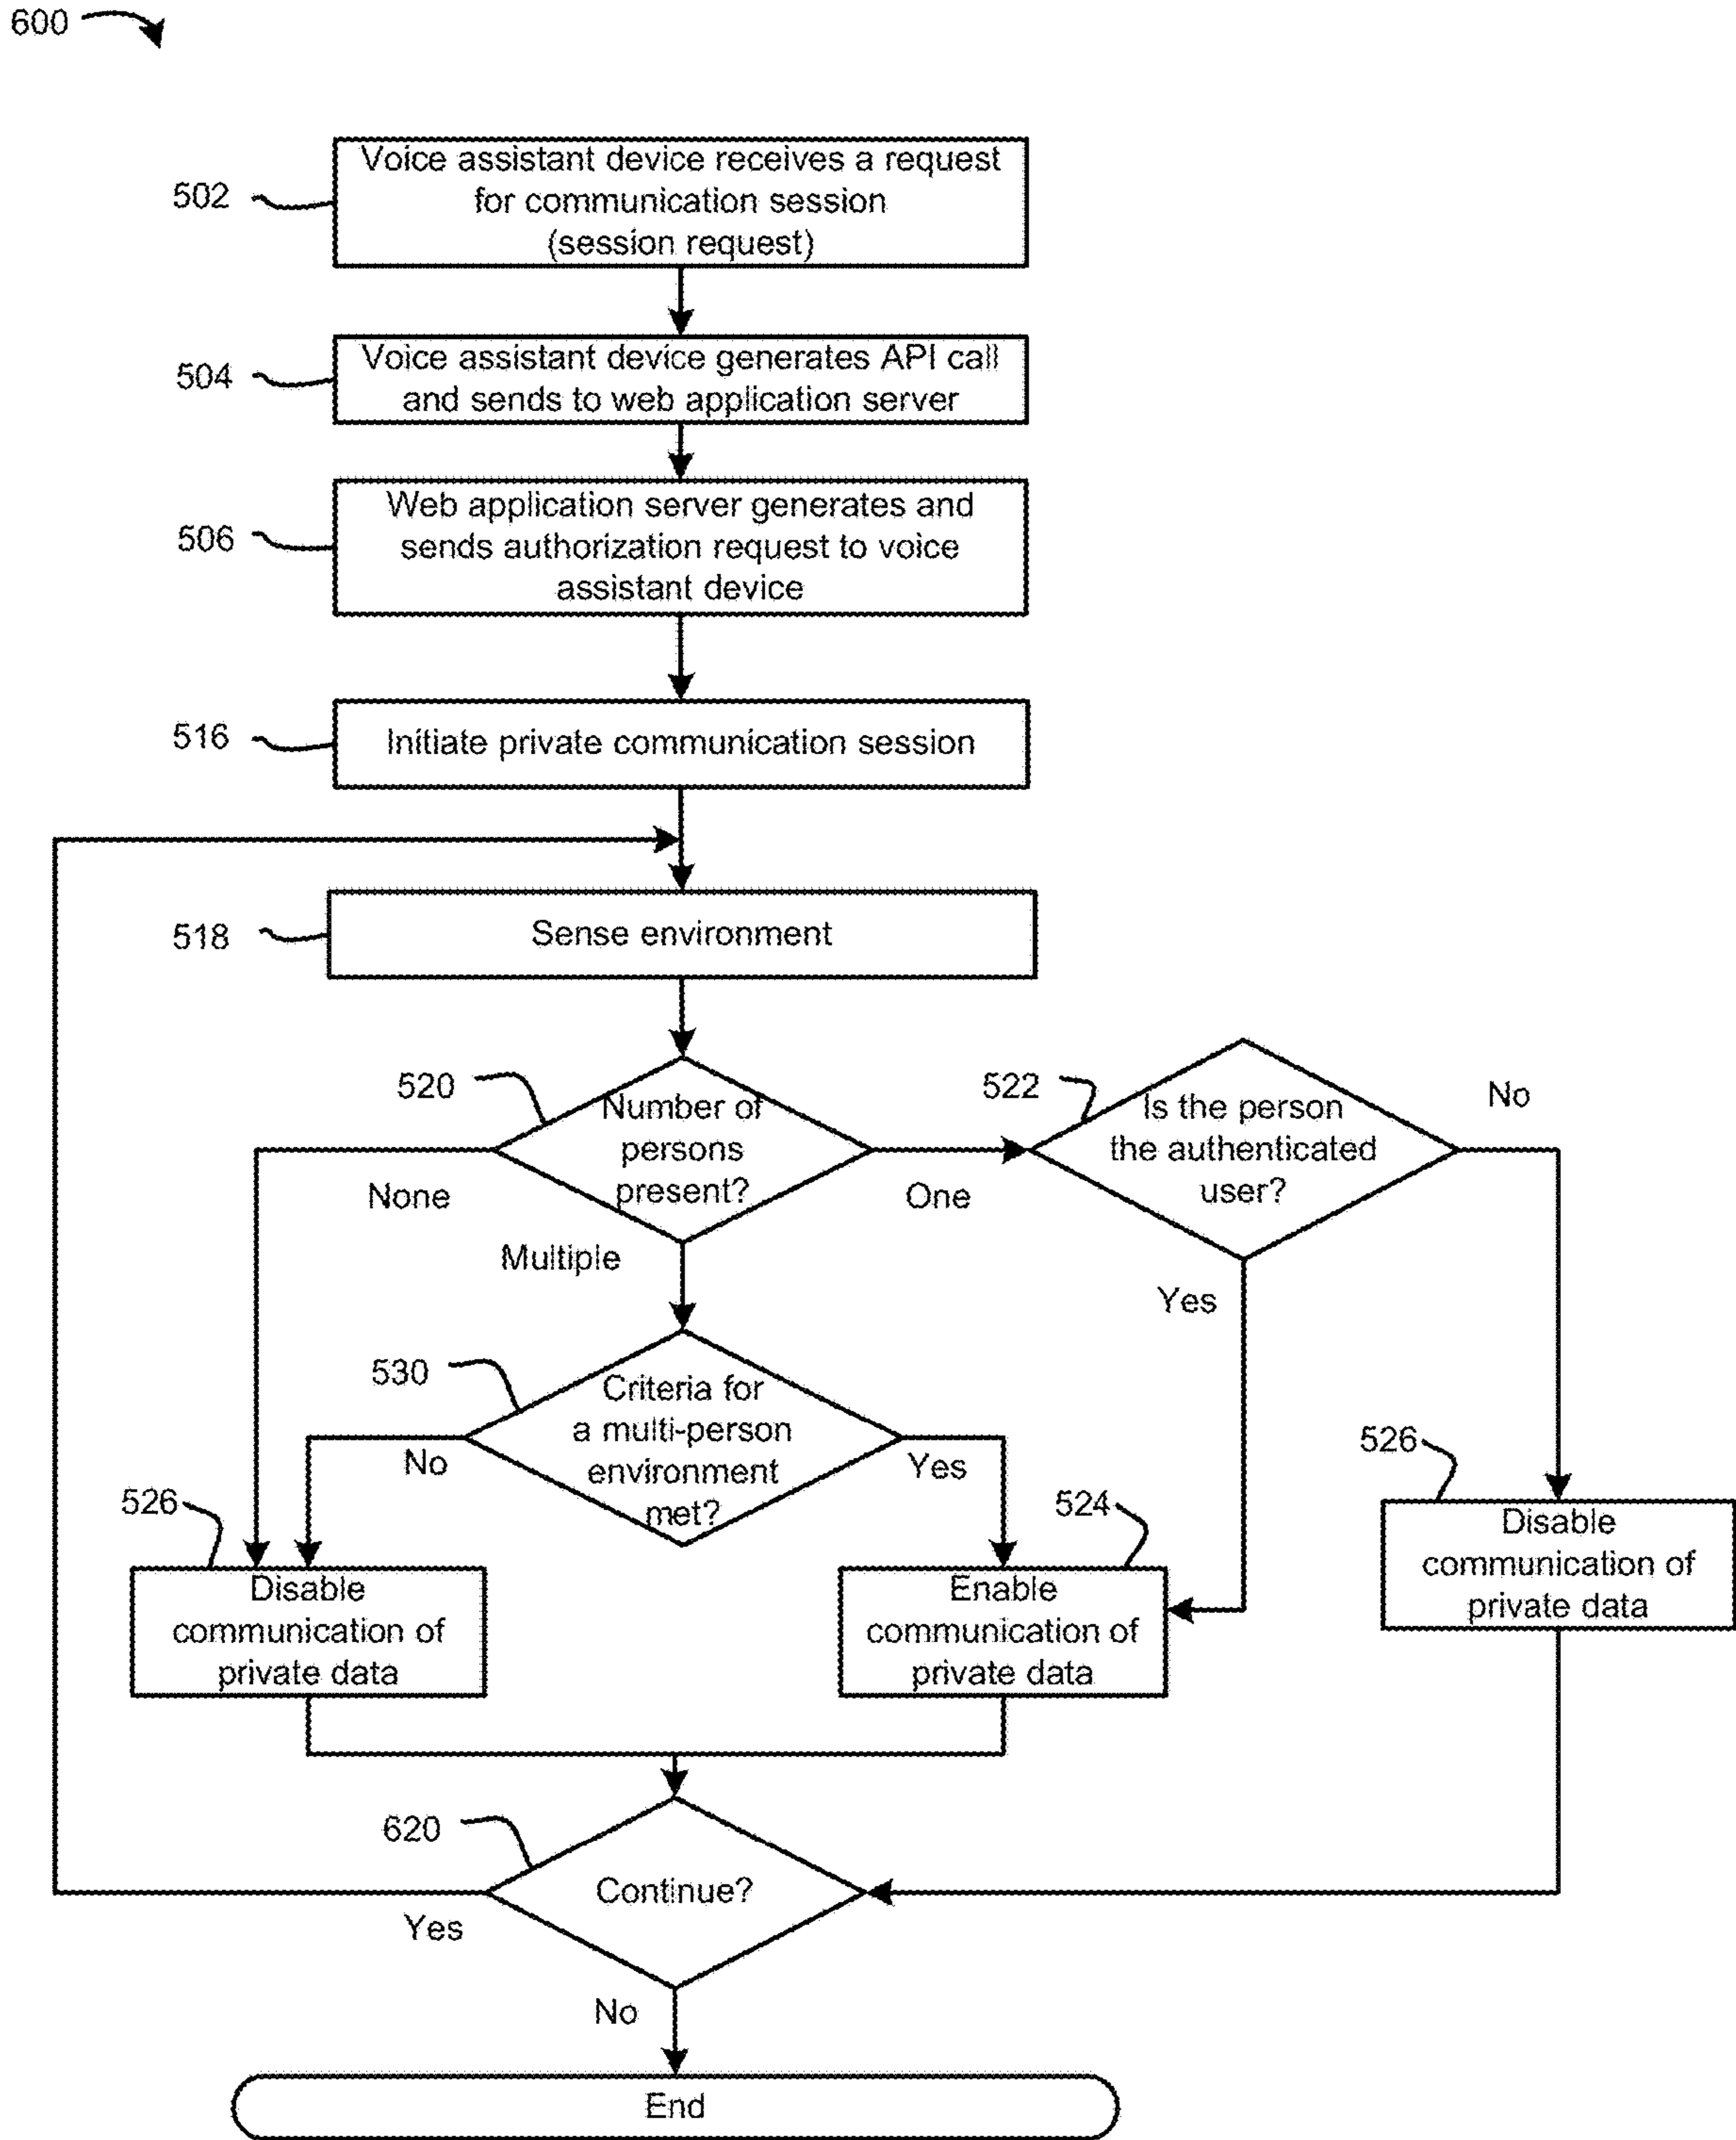 600
502
Voice assistant device receives a request
for communication session
(session request)
504
Voice assistant device generates API call
and sends to web application server
506
Web application server generates and
sends authorization request to voice
assistant device
516
Initiate private communication session
518
Sense environment
520
Number of
persons
present?
None
One
Multiple
522
Is the person
the authenticated
user?
No
Yes
530
Criteria for
a multi-person
environment
met?
No
Yes
526
Disable
communication of
private data
524
Enable
communication of
private data
526
Disable
communication of
private data
620
Continue?
Yes
No
End